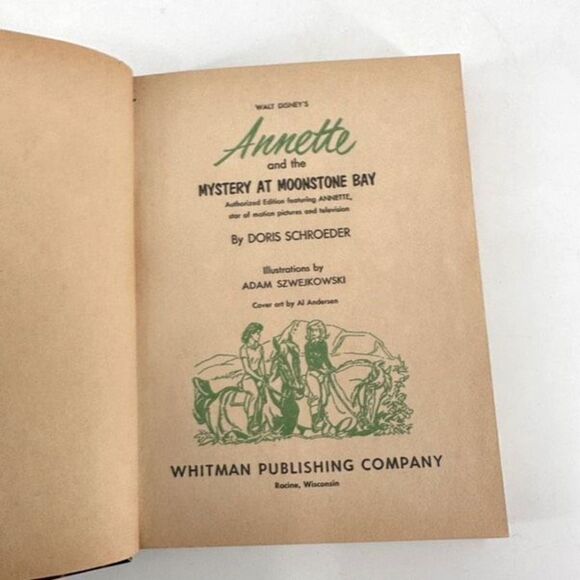 WALT DISNEY'S
Annette
and the
MYSTERY AT MOONSTONE BAY
Authorized Edition featuring ANNETTE,
star of motion pictures and television
By DORIS SCHROEDER
Illustrations by
ADAM SZWEJKOWSKI
Cover art by Al Andersen
WHITMAN PUBLISHING COMPANY
Racine, Wisconsin